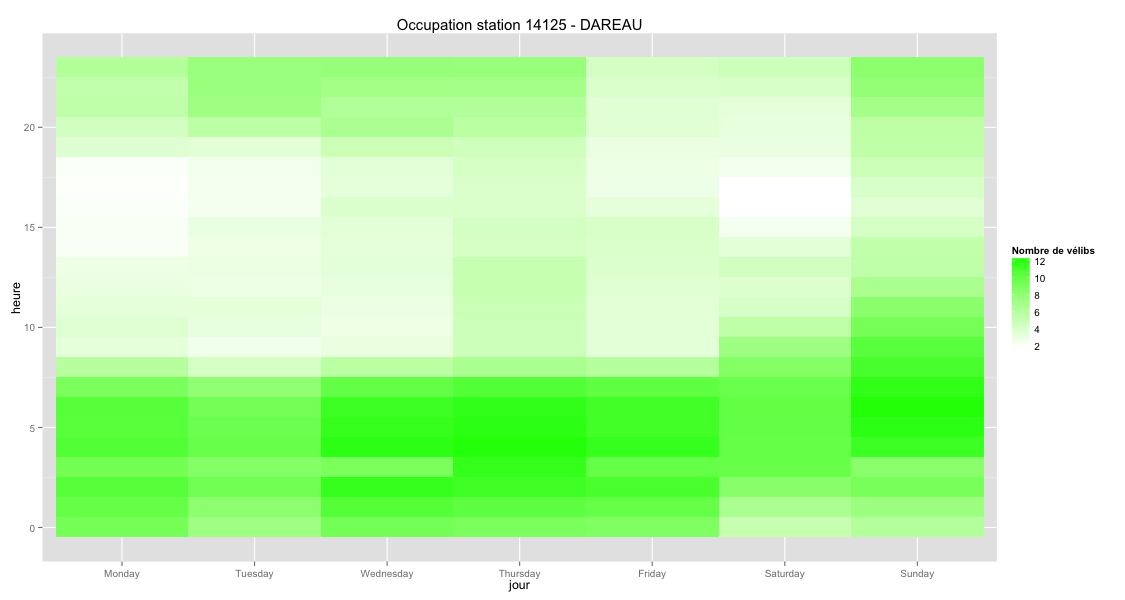 Occupation station 14125 - DAREAU
heure
20
15
10
5
0
Monday Tuesday Wednesday Thursday Friday Saturday Sunday
jour
Nombre de vélibs
12
10
8
6
4
2